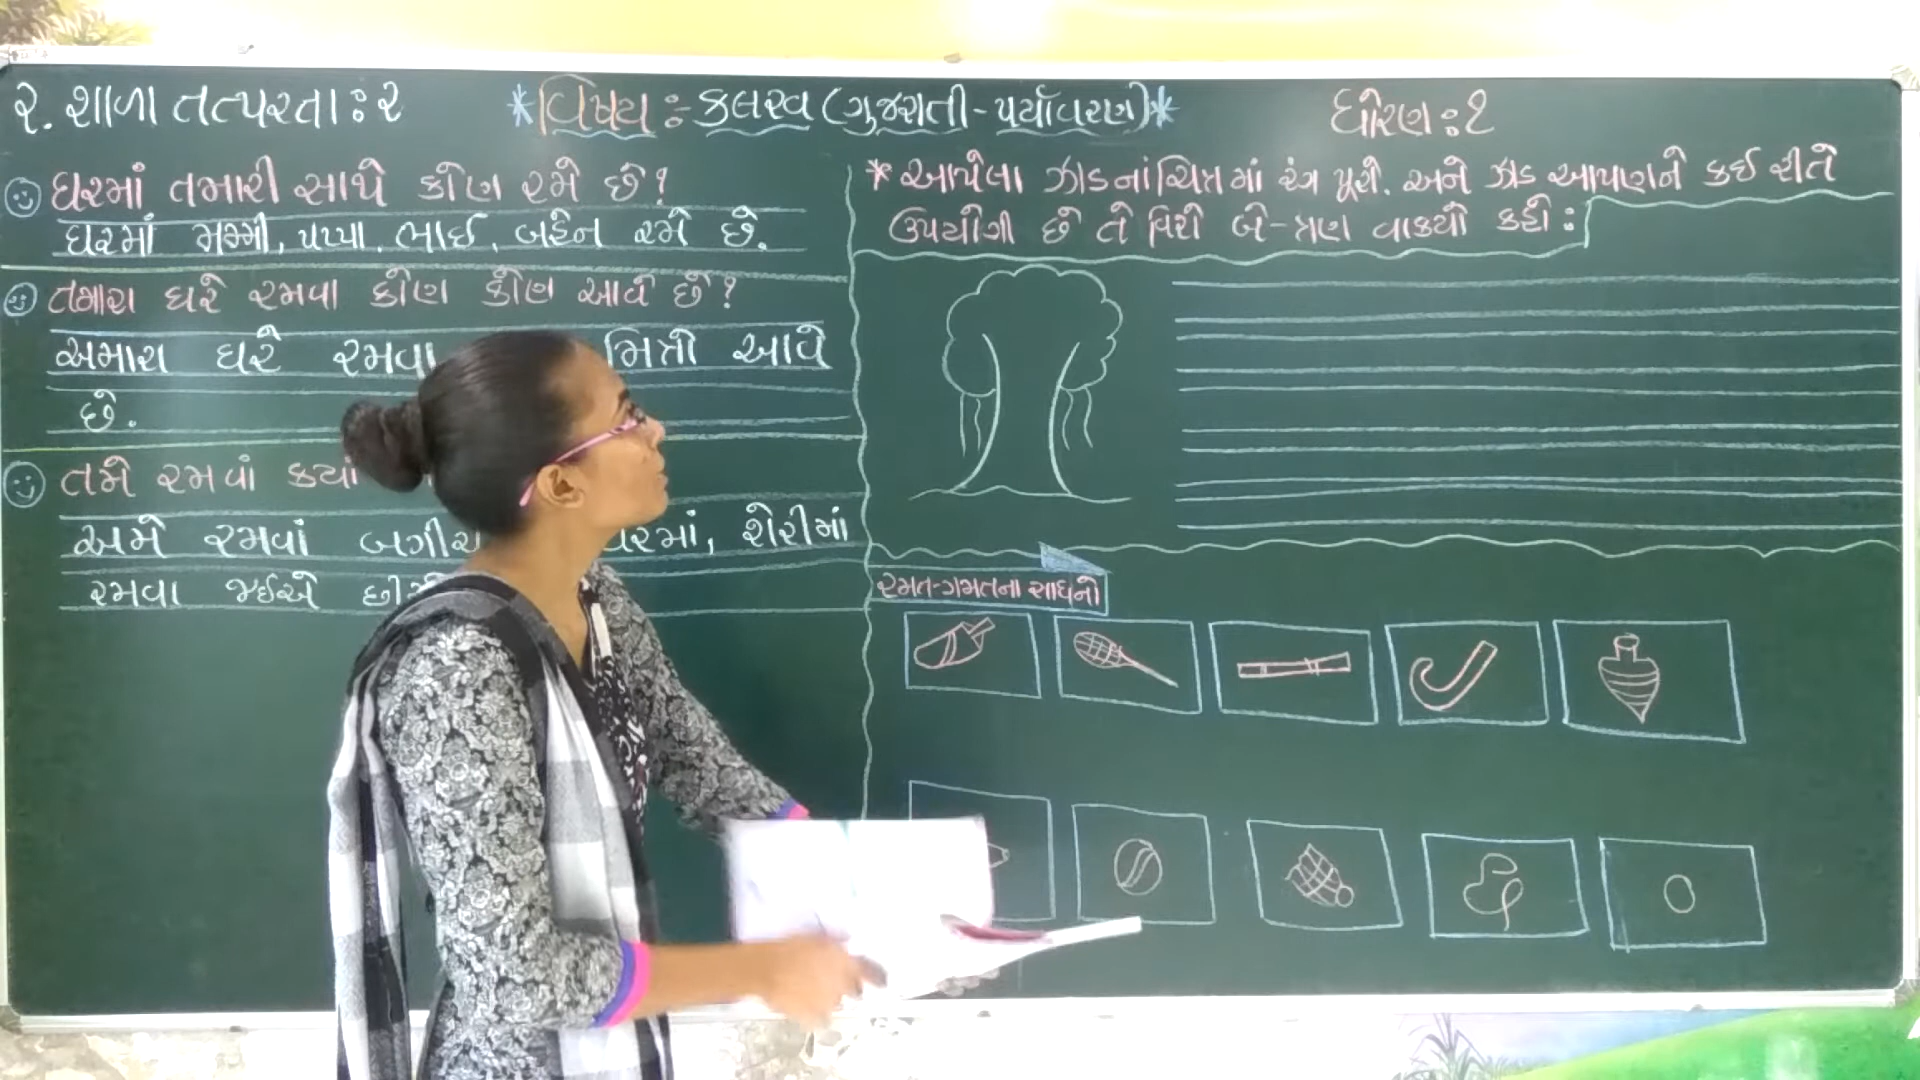 ૨. શાળા તત્પરતા : ૨
* વિષય : કલરવ (ગુજરાતી - પર્યાવરણ) *
ધોરણ : ૧
ઘરમાં તમારી સાથે કોણ રમે છે ?
ઘરમાં મમ્મી, પપ્પા, ભાઈ, બહેન રમે છે.
તમારા ઘરે રમવા કોણ કોણ આવે છે ?
અમારા ઘરે રમવા મિત્રો આવે
છે.
તમે રમવાં કયાં
અમે રમવાં શેરીમાં
રમવા જઈએ
* આપેલા ઝાડનાં ચિત્રમાં રંગ પૂરો. અને ઝાડ આપણને કઈ રીતે
ઉપયોગી છે તે વિશે બે-ત્રણ વાકયો કહો :
રમત-ગમતના સાધનો